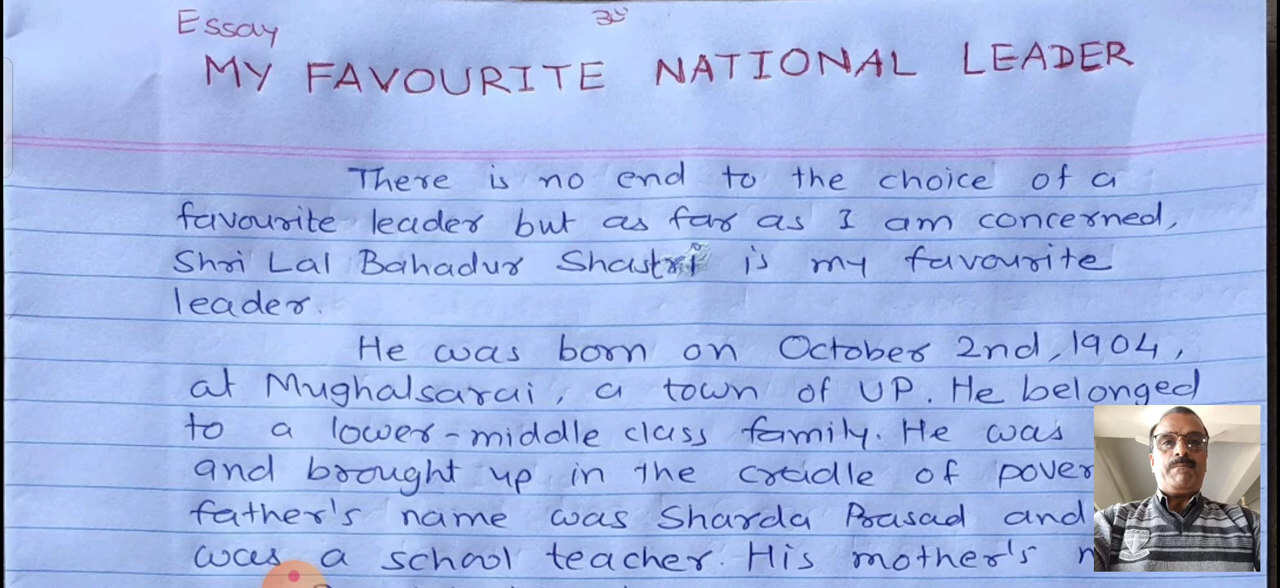 Essay
MY FAVOURITE NATIONAL LEADER
There is no end to the choice of a
favourite leader but as far as I am concerned,
Shri Lal Bahadur Shastri is my favourite
leader.
He was born on October 2nd, 1904,
at Mughalsarai, a town of UP. He belonged
to a lower-middle class family. He was
and brought up in the cradle of
father's name was Sharda Prasad and
was a school teacher. His mother's